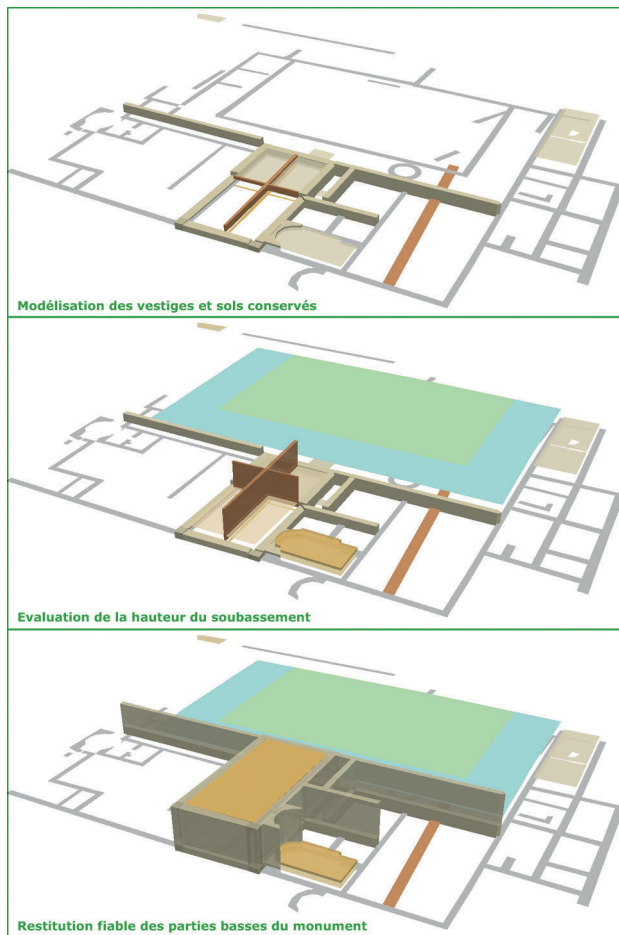 Modélisation des vestiges et sols conservés
Evaluation de la hauteur du soubassement
Restitution fiable des parties basses du monument